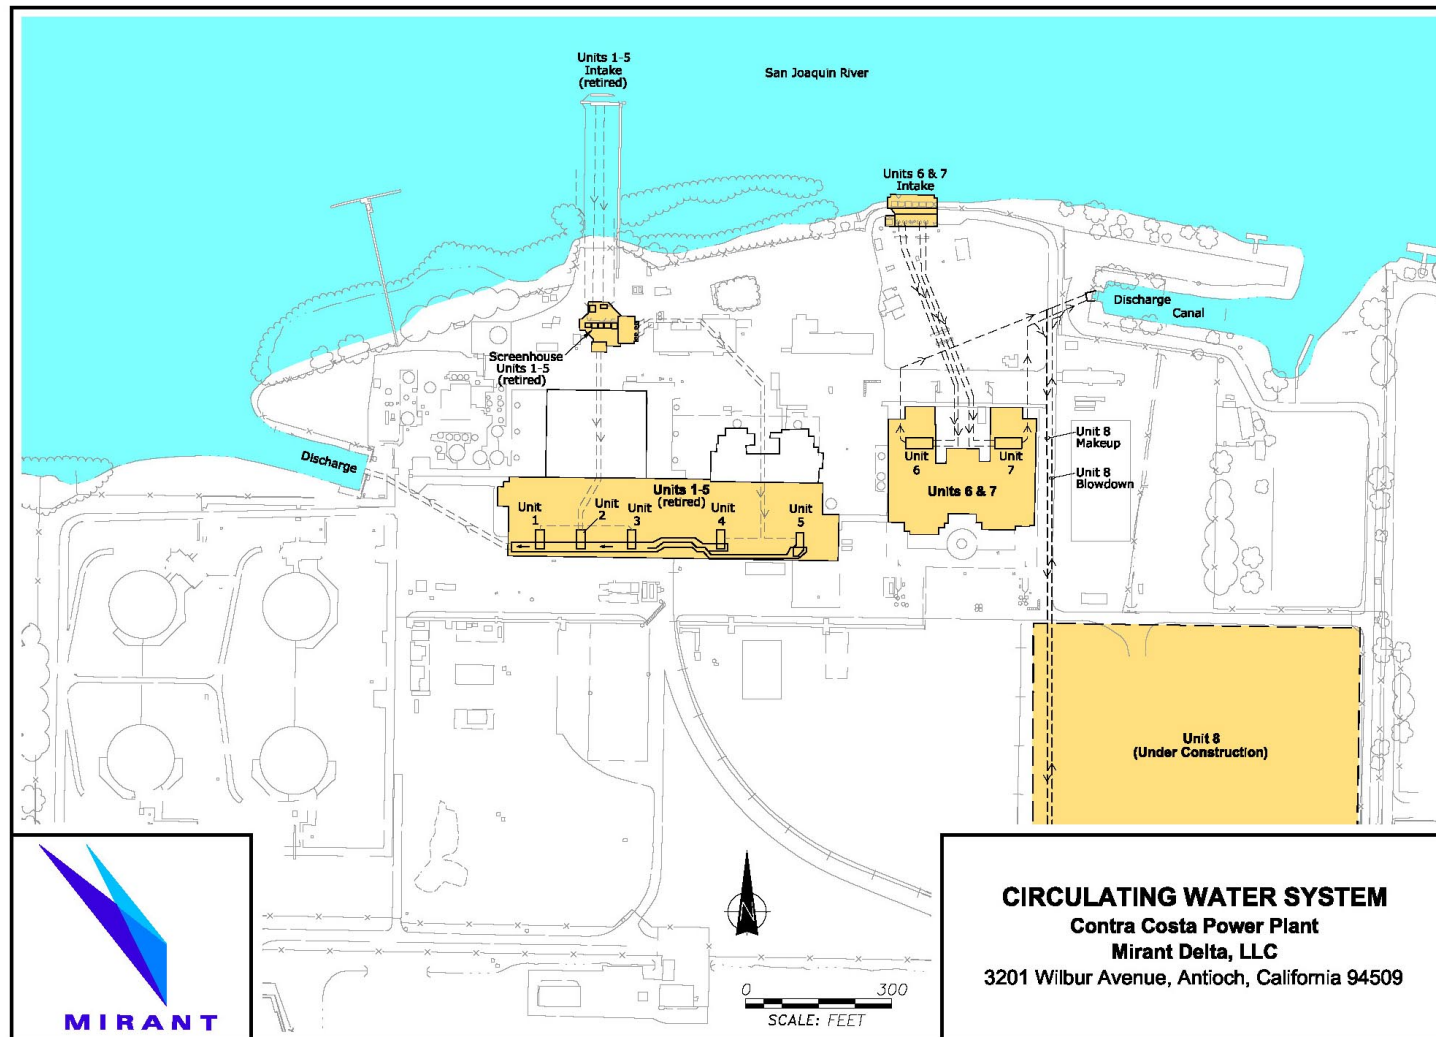 Units 1-5
Intake
(retired)
San Joaquin River
Units 6 & 7
Intake
Discharge
Canal
Screenhouse
Units 1-5
(retired)
Discharge
Units 1-5
(retired)
Unit
1
Unit
2
Unit
3
Unit
4
Unit
5
Unit
6
Unit
7
Units 6 & 7
Unit 8
Makeup
Unit 8
Blowdown
Unit 8
(Under Construction)
MIRANT
N
0 300
SCALE: FEET
CIRCULATING WATER SYSTEM
Contra Costa Power Plant
Mirant Delta, LLC
3201 Wilbur Avenue, Antioch, California 94509